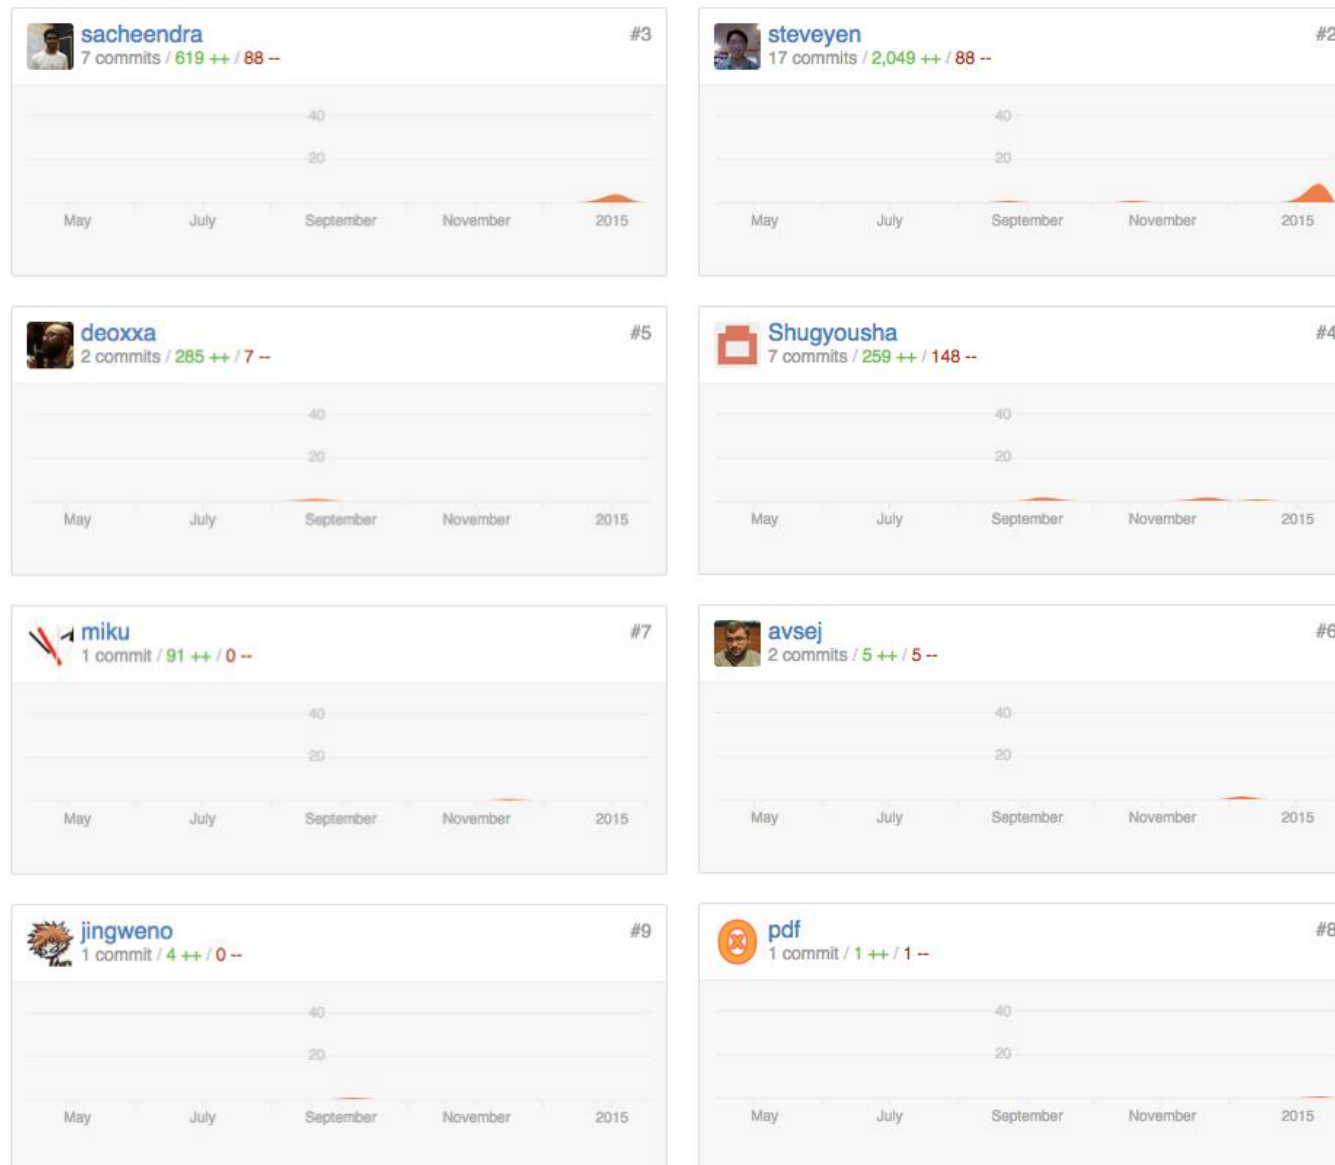 sacheendra #3
7 commits / 619 ++ / 88 --
40
20
May July September November 2015
steveyen #2
17 commits / 2,049 ++ / 88 --
40
20
May July September November 2015
deoxxa #5
2 commits / 285 ++ / 7 --
40
20
May July September November 2015
Shugyousha #4
7 commits / 259 ++ / 148 --
40
20
May July September November 2015
miku #7
1 commit / 91 ++ / 0 --
40
20
May July September November 2015
avsej #6
2 commits / 5 ++ / 5 --
40
20
May July September November 2015
jingweno #9
1 commit / 4 ++ / 0 --
40
20
May July September November 2015
pdf #8
1 commit / 1 ++ / 1 --
40
20
May July September November 2015